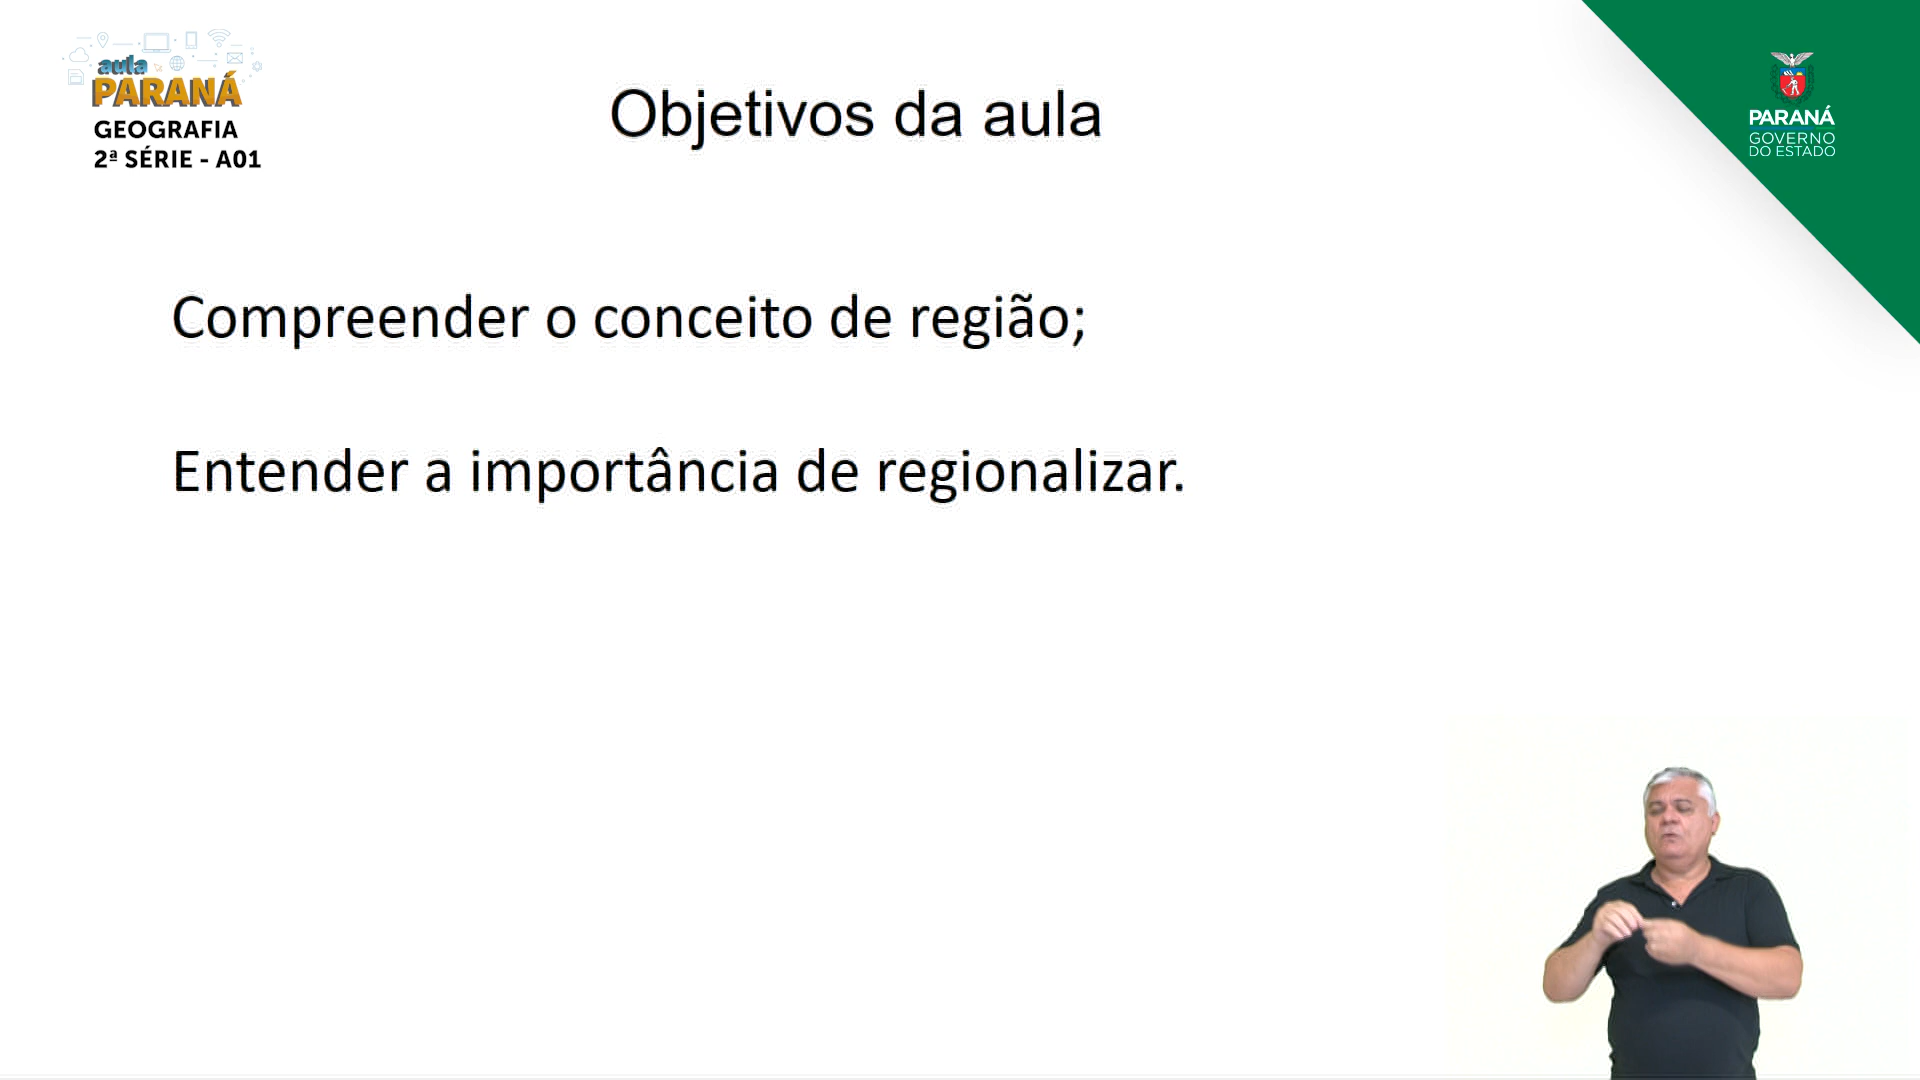 aula
PARANÁ
GEOGRAFIA
2ª SÉRIE - A01
Objetivos da aula
PARANÁ
GOVERNO
DO ESTADO
Compreender o conceito de região;
Entender a importância de regionalizar.